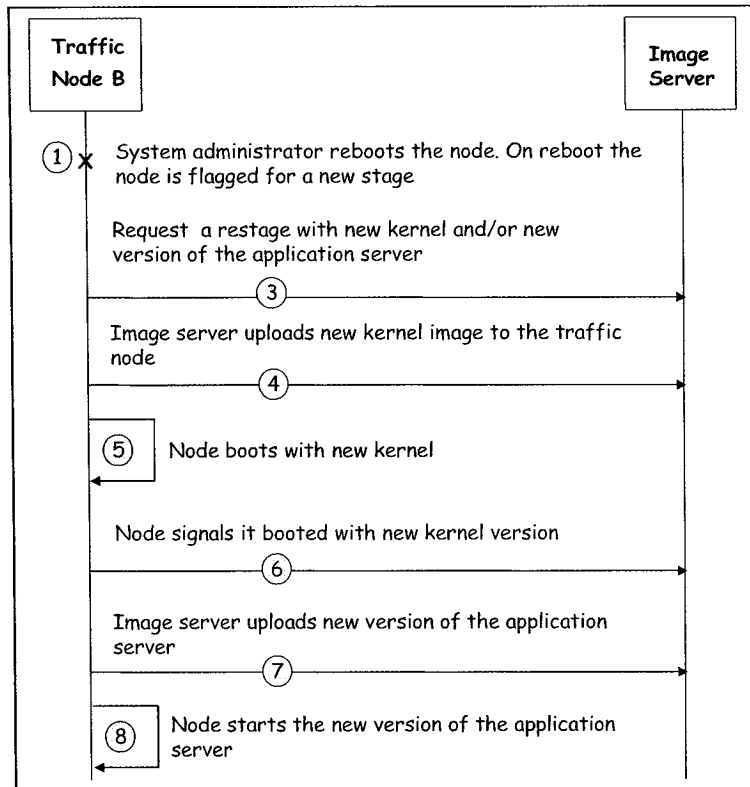 Traffic
Node B
Image
Server
1
System administrator reboots the node. On reboot the
node is flagged for a new stage
Request a restage with new kernel and/or new
version of the application server
3
Image server uploads new kernel image to the traffic
node
4
5
Node boots with new kernel
Node signals it booted with new kernel version
6
Image server uploads new version of the application
server
7
8
Node starts the new version of the application
server